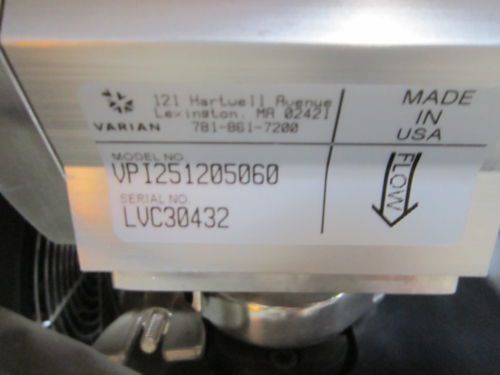 121 Hartwell Avenue
Lexington, MA 02421
VARIAN 781-861-7200
MADE
IN
USA
MODEL NO
VPI251205060
SERIAL NO.
LVC30432
FLOW